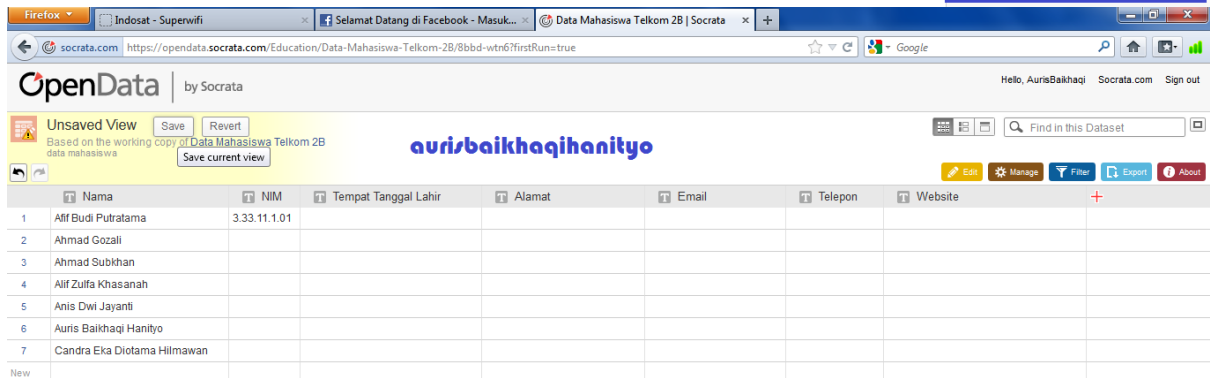 Firefox
Indosat - Superwifi
Selamat Datang di Facebook - Masuk...
Data Mahasiswa Telkom 2B | Socrata
socrata.com https://opendata.socrata.com/Education/Data-Mahasiswa-Telkom-2B/8bbd-wtn6?firstRun=true
Google
OpenData by Socrata
Hello, AurisBaikhaqi Socrata.com Sign out
Unsaved View Save Revert
Find in this Dataset
Based on the working copy of Data Mahasiswa Telkom 2B
data mahasiswa
Save current view
aurisbaikhaqihanityo
Edit Manage Filter Export About
Nama NIM Tempat Tanggal Lahir Alamat Email Telepon Website
1 Afif Budi Putratama 3.33.11.1.01
2 Ahmad Gozali
3 Ahmad Subkhan
4 Alif Zulfa Khasanah
5 Anis Dwi Jayanti
6 Auris Baikhaqi Hanityo
7 Candra Eka Diotama Hilmawan
New